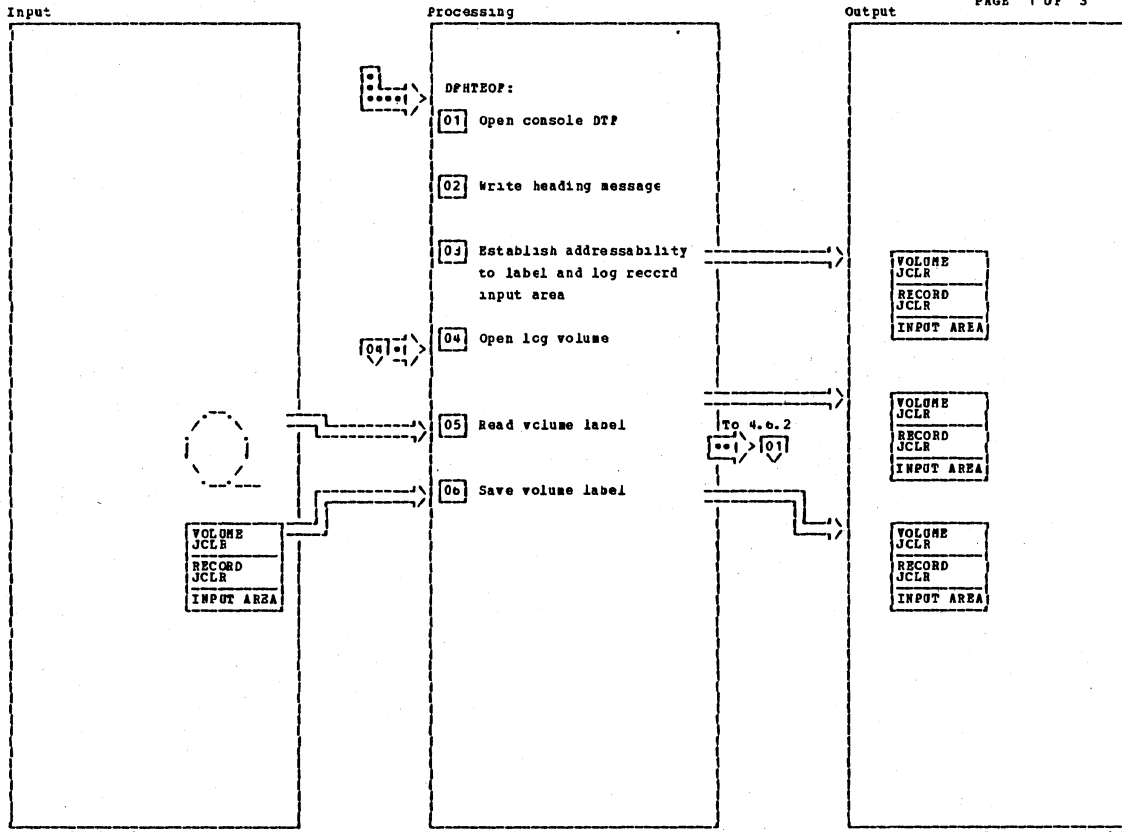 PAGE 1 OF 3
Input
Processing
Output
DPHTEOP:
01 Open console DTF
02 Write heading message
03 Establish addressability
to label and log record
input area
VOLUME
JCLR
RECORD
JCLR
INPUT AREA
04
04 Open log volume
05 Read volume label
To 4.6.2
01
VOLUME
JCLR
RECORD
JCLR
INPUT AREA
06 Save volume label
VOLUME
JCLR
RECORD
JCLR
INPUT AREA
VOLUME
JCLR
RECORD
JCLR
INPUT AREA